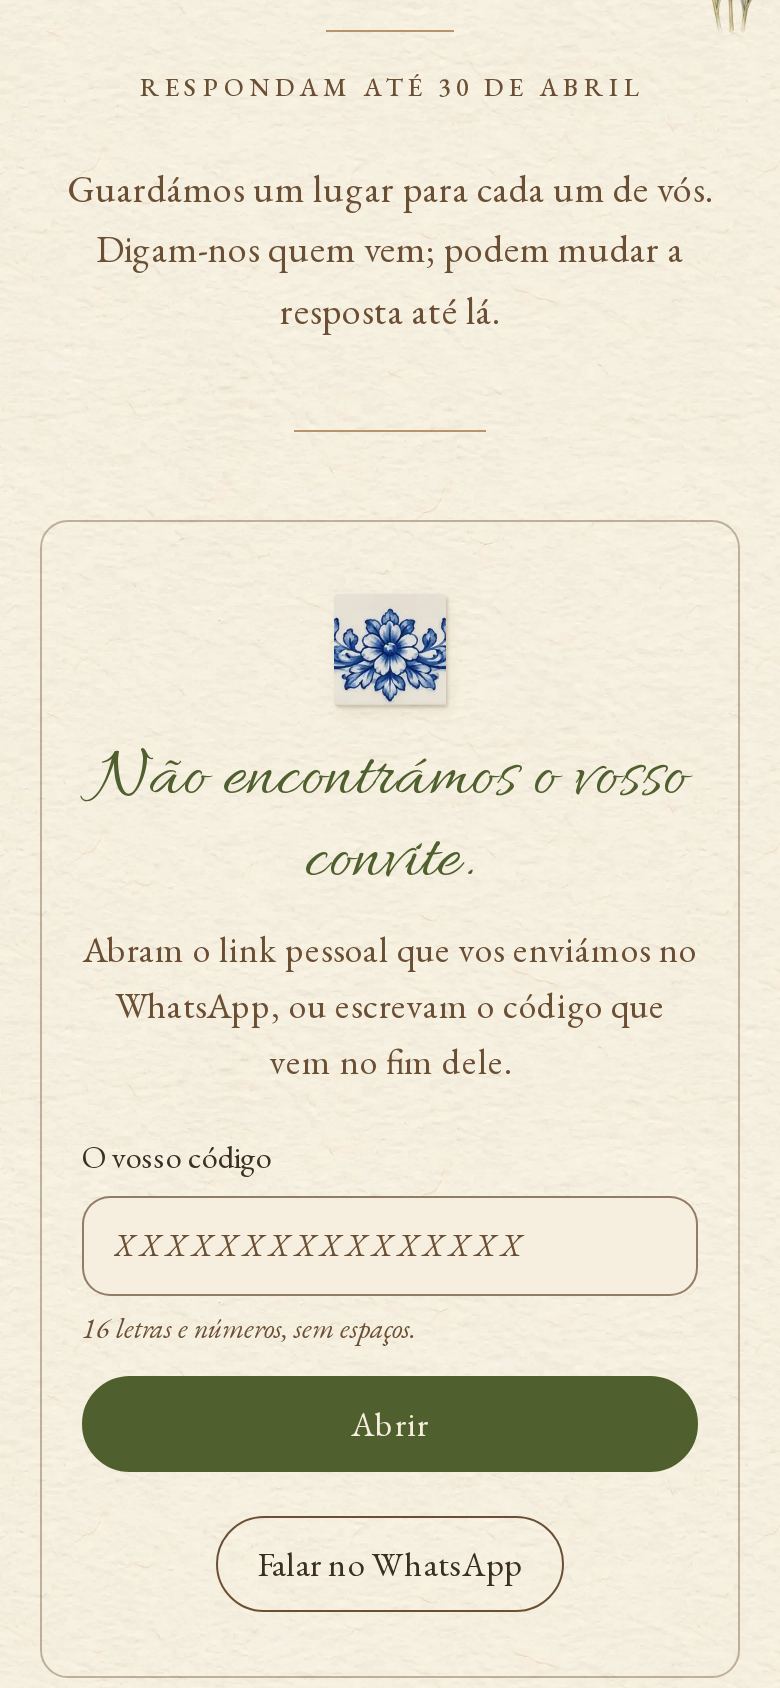 RESPONDAM ATÉ 30 DE ABRIL
Guardámos um lugar para cada um de vós.
Digam-nos quem vem; podem mudar a
resposta até lá.
Não encontrámos o vosso
convite.
Abram o link pessoal que vos enviámos no
WhatsApp, ou escrevam o código que
vem no fim dele.
O vosso código
XXXXXXXXXXXXXXXX
16 letras e números, sem espaços.
Abrir
Falar no WhatsApp